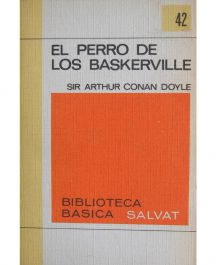 42
EL PERRO DE
LOS BASKERVILLE
SIR ARTHUR CONAN DOYLE
BIBLIOTECA
BASICA SALVAT